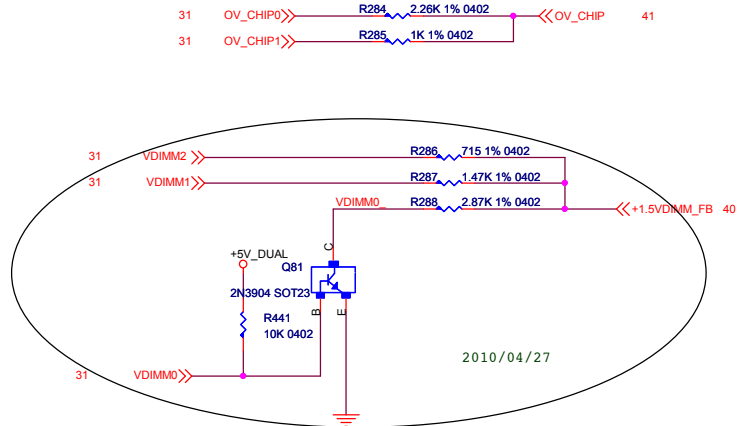 31 OV_CHIP0 R284 2.26K 1% 0402 OV_CHIP 41
31 OV_CHIP1 R285 1K 1% 0402
31 VDIMM2 R286 715 1% 0402
31 VDIMM1 R287 1.47K 1% 0402
VDIMM0_ R288 2.87K 1% 0402 +1.5VDIMM_FB 40
C
+5V_DUAL
Q81
2N3904 SOT23
B E
R441
10K 0402
2010/04/27
31 VDIMM0